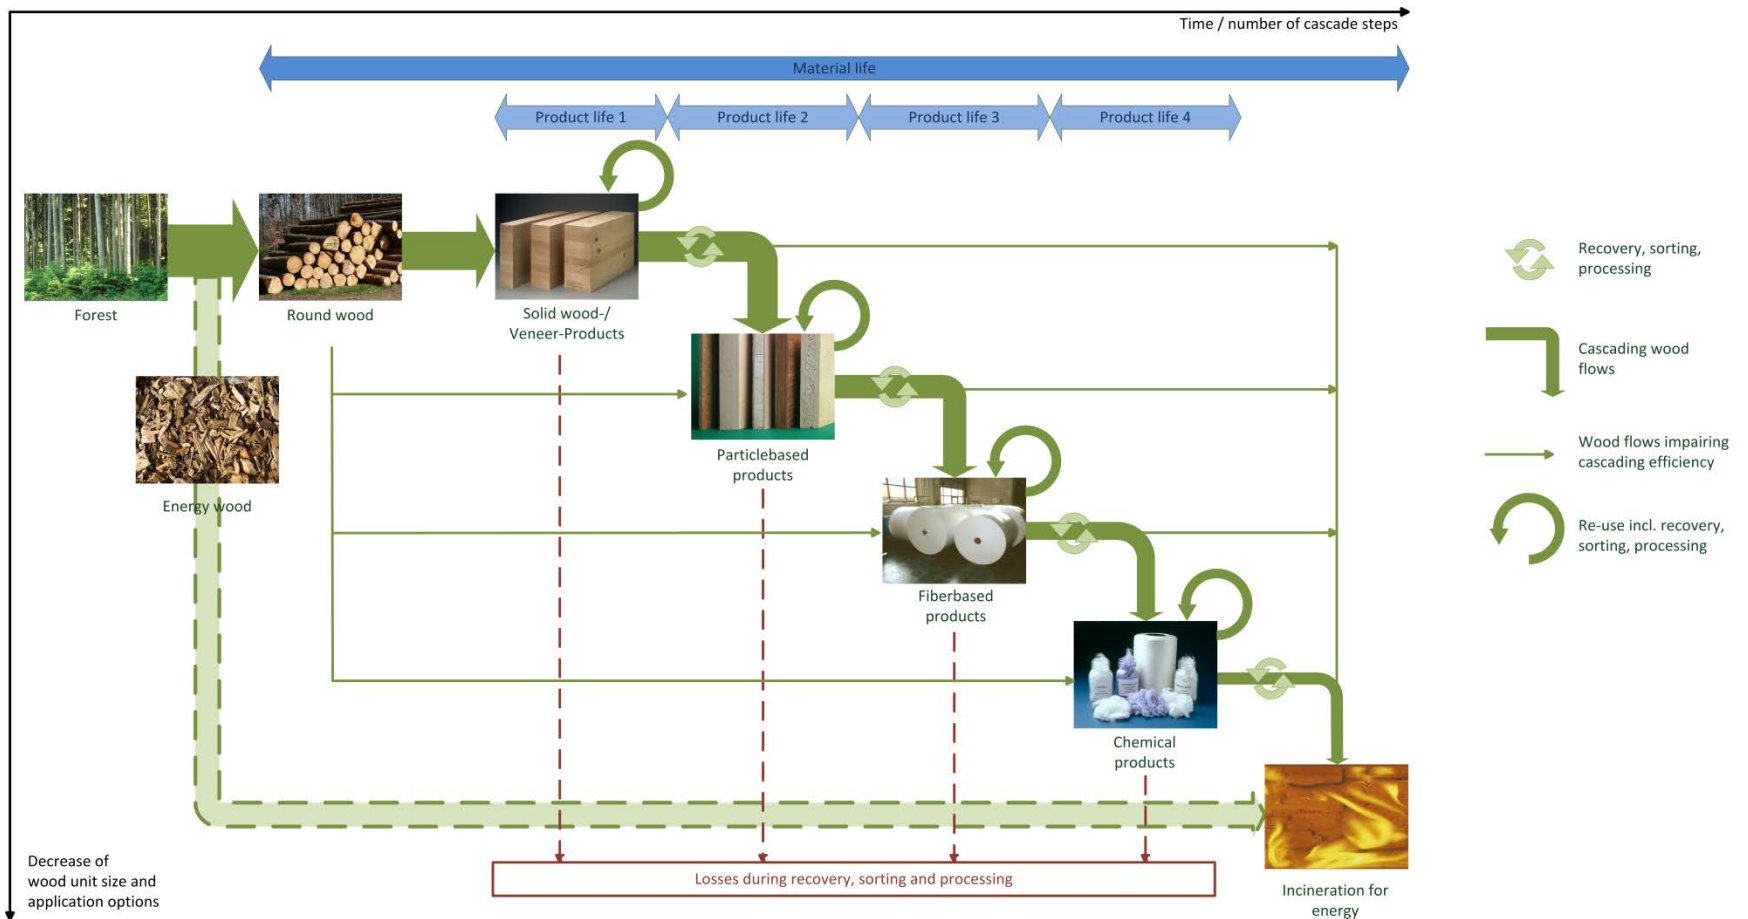 Time / number of cascade steps
Material life
Product life 1
Product life 2
Product life 3
Product life 4
Forest
Round wood
Solid wood-/
Veneer-Products
Recovery, sorting,
processing
Cascading wood
flows
Particlebased
products
Wood flows impairing
cascading efficiency
Energy wood
Re-use incl. recovery,
sorting, processing
Fiberbased
products
Chemical
products
Decrease of
wood unit size and
application options
Losses during recovery, sorting and processing
Incineration for
energy